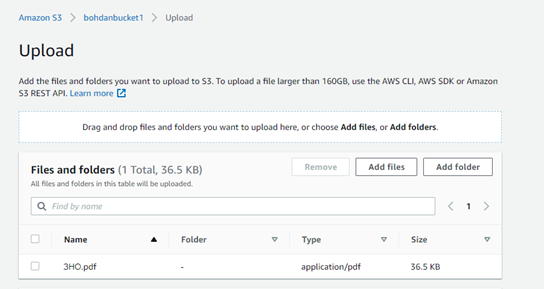 Amazon S3 > bohdanbucket1 > Upload
Upload
Add the files and folders you want to upload to S3. To upload a file larger than 160GB, use the AWS CLI, AWS SDK or Amazon
S3 REST API. Learn more
Drag and drop files and folders you want to upload here, or choose Add files, or Add folders.
Files and folders (1 Total, 36.5 KB)
Remove Add files Add folder
All files and folders in this table will be uploaded.
Find by name
< 1 >
Name Folder Type Size
ЗНО.pdf - application/pdf 36.5 KB